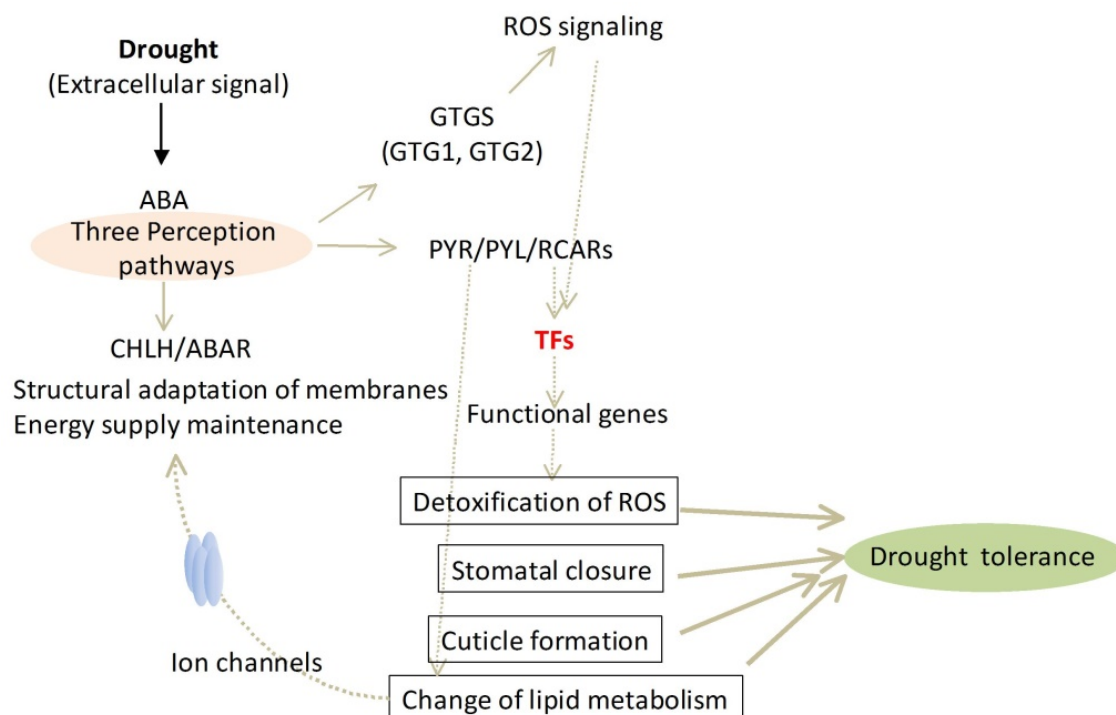 ROS signaling
Drought
(Extracellular signal)
GTGS
(GTG1, GTG2)
ABA
Three Perception
pathways
PYR/PYL/RCARs
CHLH/ABAR
TFs
Structural adaptation of membranes
Energy supply maintenance
Functional genes
Detoxification of ROS
Stomatal closure
Drought tolerance
Cuticle formation
Ion channels
Change of lipid metabolism